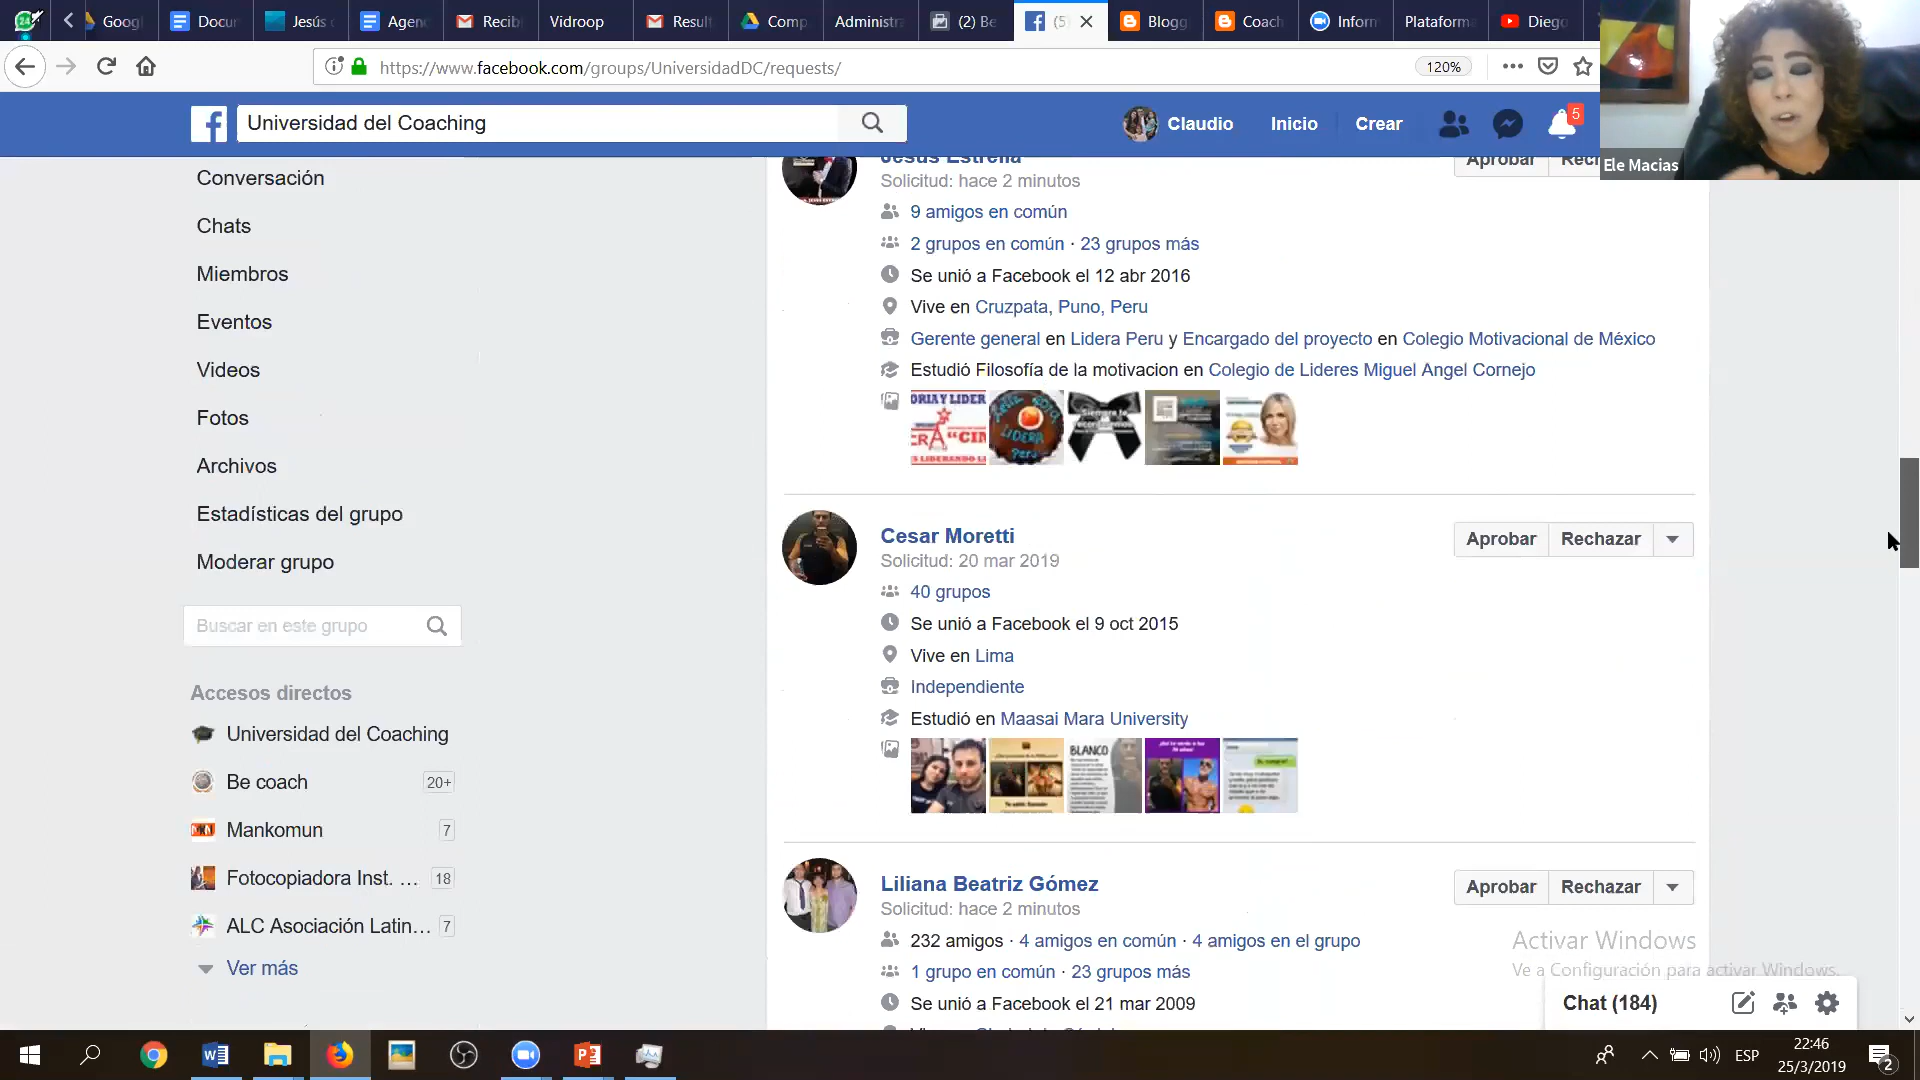 Googl
Docun
Jesús
Agen
Recib
Vidroop
Result
Comp
Administra
(2) Be
(5)
Blogg
Coach
Inform
Plataforma
Dieg
https://www.facebook.com/groups/UniversidadDC/requests/
120%
Universidad del Coaching
Claudio
Inicio
Crear
5
Ele Macias
Conversación
Chats
Miembros
Eventos
Videos
Fotos
Archivos
Estadísticas del grupo
Moderar grupo
Buscar en este grupo
Accesos directos
Universidad del Coaching
Be coach 20+
Mankomun 7
Fotocopiadora Inst. ... 18
ALC Asociación Latin... 7
Ver más
Jesus Estrella
Aprobar Rec
Solicitud: hace 2 minutos
9 amigos en común
2 grupos en común · 23 grupos más
Se unió a Facebook el 12 abr 2016
Vive en Cruzpata, Puno, Peru
Gerente general en Lidera Peru y Encargado del proyecto en Colegio Motivacional de México
Estudió Filosofía de la motivacion en Colegio de Lideres Miguel Angel Cornejo
Cesar Moretti
Aprobar Rechazar
Solicitud: 20 mar 2019
40 grupos
Se unió a Facebook el 9 oct 2015
Vive en Lima
Independiente
Estudió en Maasai Mara University
BLANCO
Liliana Beatriz Gómez
Aprobar Rechazar
Solicitud: hace 2 minutos
232 amigos · 4 amigos en común · 4 amigos en el grupo
1 grupo en común · 23 grupos más
Se unió a Facebook el 21 mar 2009
Activar Windows
Ve a Configuración para activar Windows.
Chat (184)
ESP
22:46
25/3/2019
2